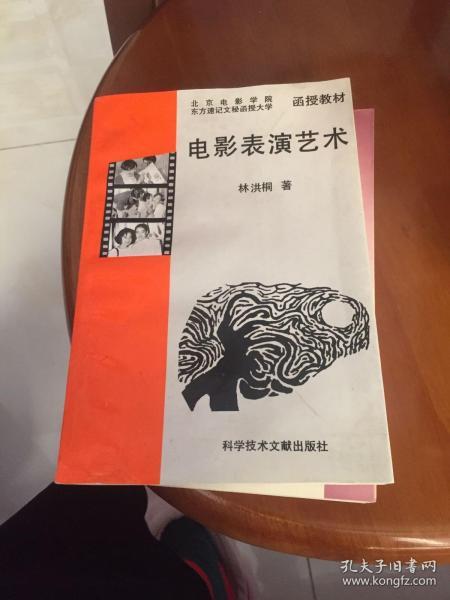 北京电影学院
东方速记文秘函授大学
函授教材
电影表演艺术
林洪桐 著
科学技术文献出版社
孔夫子旧书网
www.kongfz.com